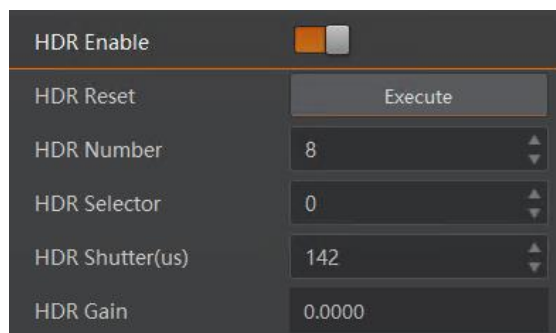 HDR Enable
HDR Reset Execute
HDR Number 8
HDR Selector 0
HDR Shutter(us) 142
HDR Gain 0.0000